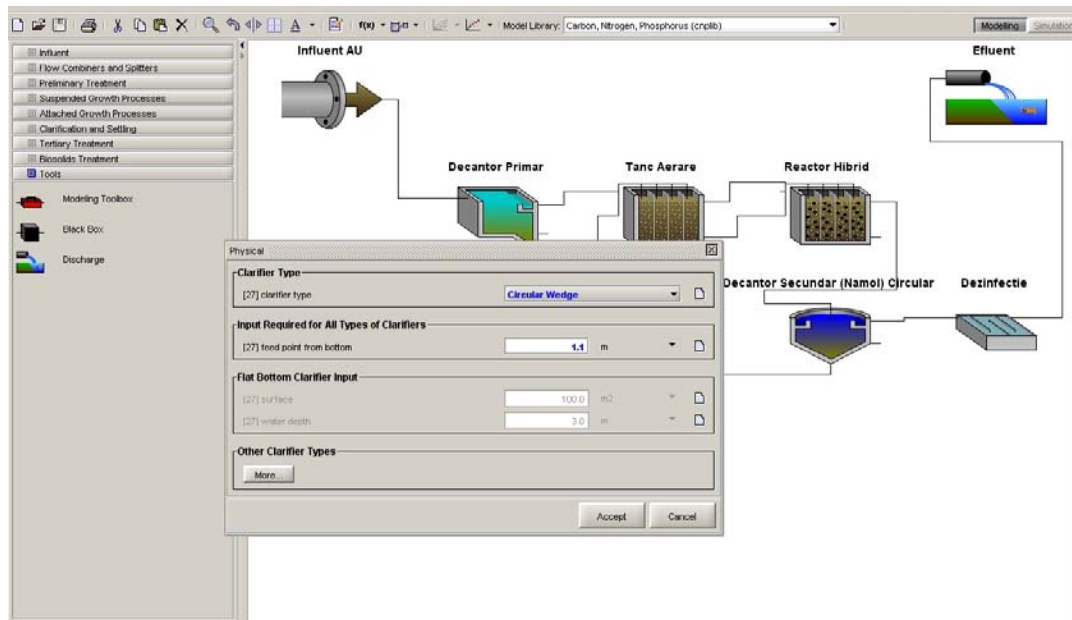 A
f(x)
Model Library: Carbon, Nitrogen, Phosphorus (cnplib)
Modelling
Simulation
Influent
Flow Combiners and Splitters
Preliminary Treatment
Suspended Growth Processes
Attached Growth Processes
Clarification and Settling
Tertiary Treatment
Biosolids Treatment
Tools
Modeling Toolbox
Black Box
Discharge
Influent AU
Efluent
Decantor Primar
Tanc Aerare
Reactor Hibrid
Decantor Secundar (Namol) Circular
Dezinfectie
Physical
Clarifier Type
[27] clarifier type Circular Wedge
Input Required for All Types of Clarifiers
[27] feed point from bottom 1.1 m
Flat Bottom Clarifier Input
[27] surface 100.0 m2
[27] water depth 3.0 m
Other Clarifier Types
More...
Accept Cancel